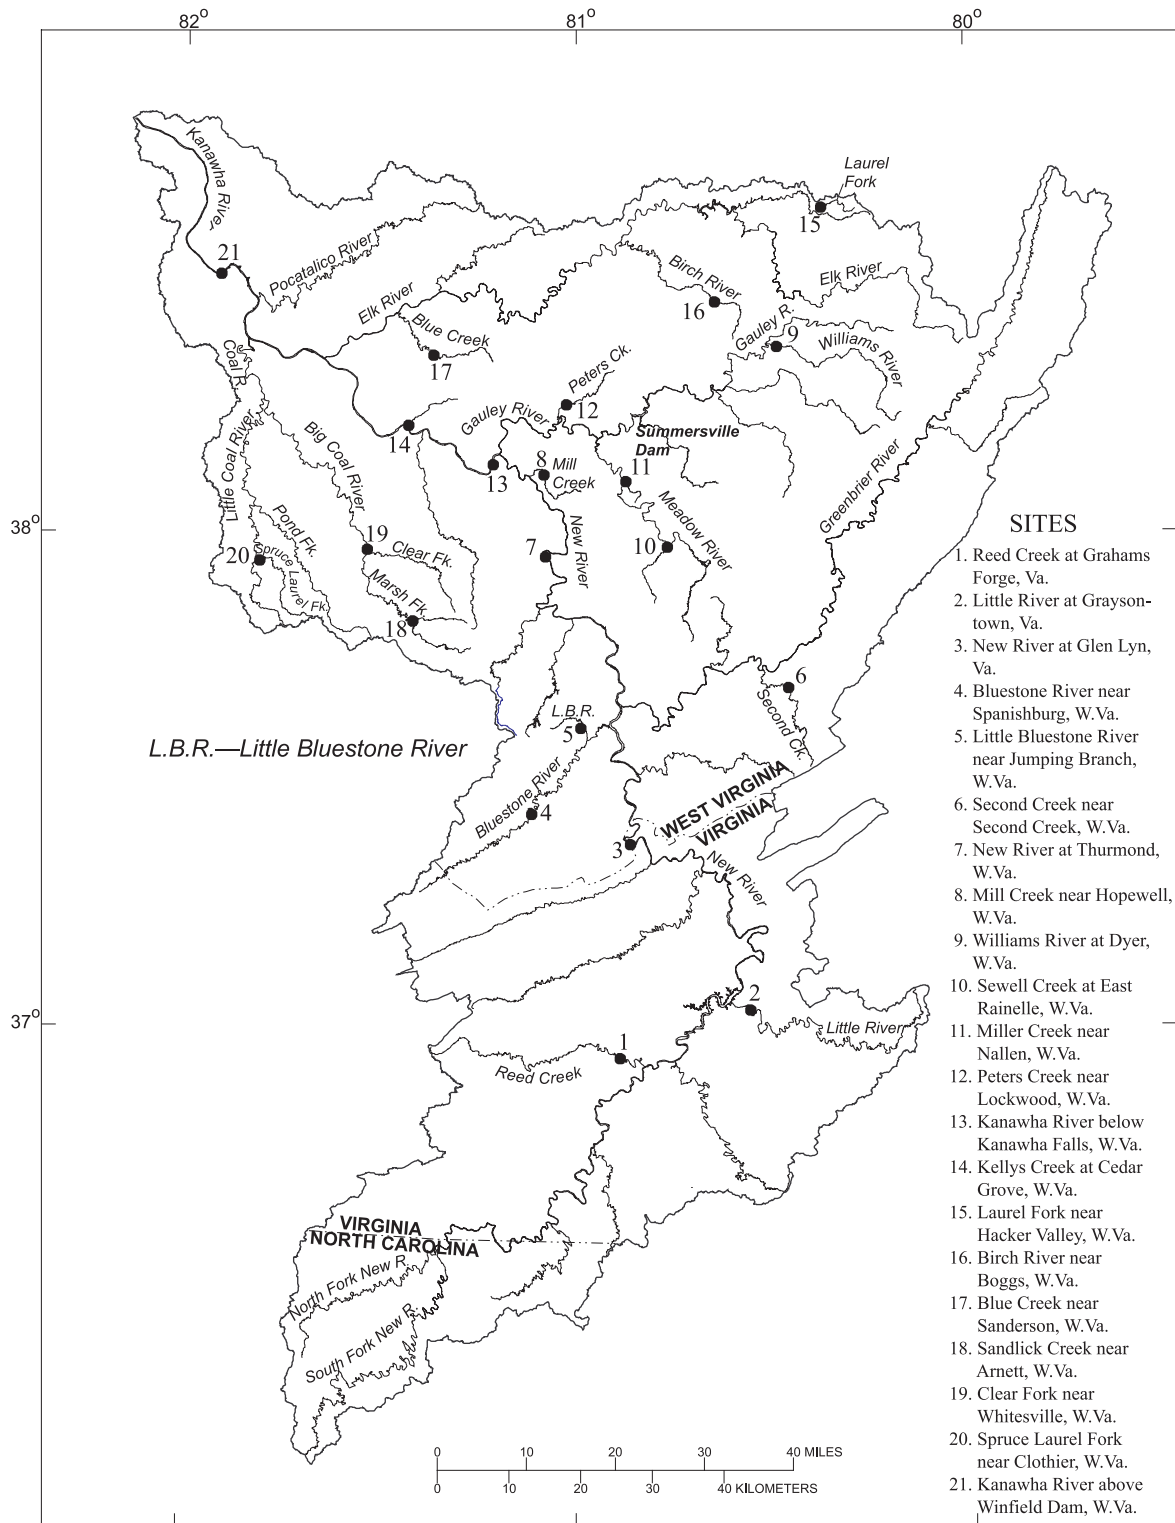 82o
81o
80o
Kanawha River
Laurel
Fork
15
21
Pocatalico River
Birch River
Elk River
Elk River
16
Gauley R.
9
Blue Creek
Williams River
17
Coal R.
Peters Ck.
12
Gauley River
Summersville
Dam
14
Big Coal River
Little Coal River
13
8
Mill
Creek
11
Greenbrier River
Meadow River
38o
Pond Fk.
19
Clear Fk.
7
New River
10
20
Spruce Laurel Fk.
Marsh Fk.
18
6
Second Ck.
L.B.R.
5
L.B.R.—Little Bluestone River
Bluestone River
4
WEST VIRGINIA
VIRGINIA
3
New River
37o
2
Little River
1
Reed Creek
VIRGINIA
NORTH CAROLINA
North Fork New R.
South Fork New R.
0
10
20
30
40 MILES
0
10
20
30
40 KILOMETERS
SITES
1. Reed Creek at Grahams
Forge, Va.
2. Little River at Grayson-
town, Va.
3. New River at Glen Lyn,
Va.
4. Bluestone River near
Spanishburg, W.Va.
5. Little Bluestone River
near Jumping Branch,
W.Va.
6. Second Creek near
Second Creek, W.Va.
7. New River at Thurmond,
W.Va.
8. Mill Creek near Hopewell,
W.Va.
9. Williams River at Dyer,
W.Va.
10. Sewell Creek at East
Rainelle, W.Va.
11. Miller Creek near
Nallen, W.Va.
12. Peters Creek near
Lockwood, W.Va.
13. Kanawha River below
Kanawha Falls, W.Va.
14. Kellys Creek at Cedar
Grove, W.Va.
15. Laurel Fork near
Hacker Valley, W.Va.
16. Birch River near
Boggs, W.Va.
17. Blue Creek near
Sanderson, W.Va.
18. Sandlick Creek near
Arnett, W.Va.
19. Clear Fork near
Whitesville, W.Va.
20. Spruce Laurel Fork
near Clothier, W.Va.
21. Kanawha River above
Winfield Dam, W.Va.